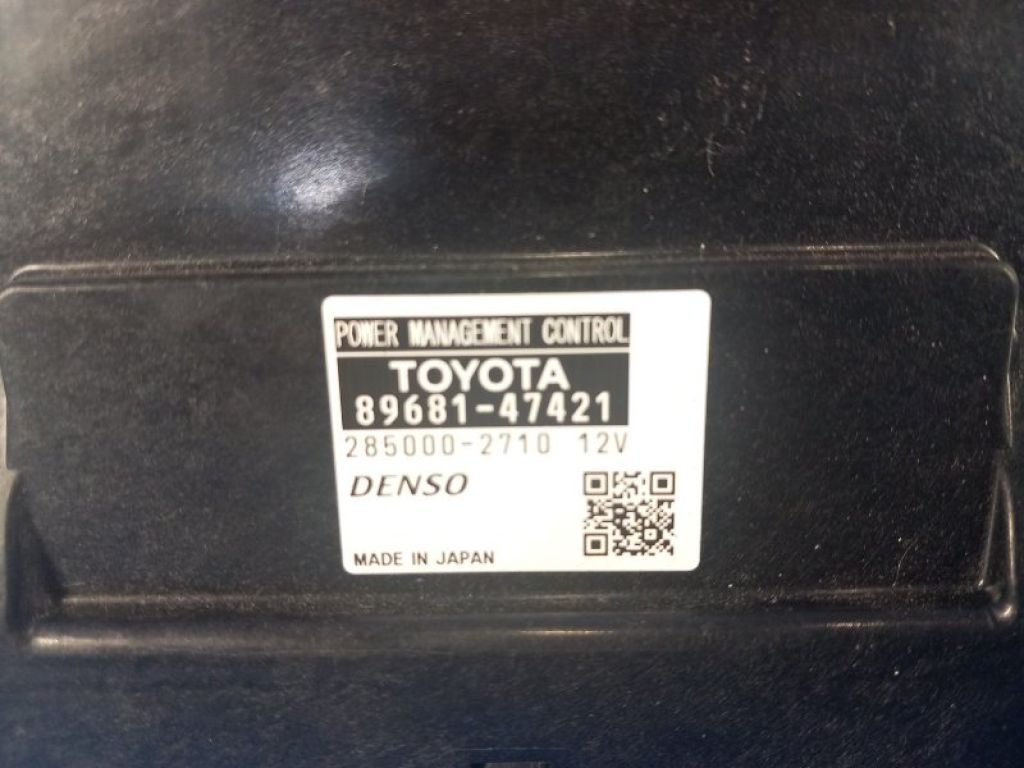 POWER MANAGEMENT CONTROL
TOYOTA
89681-47421
285000-2710 12V
DENSO
MADE IN JAPAN